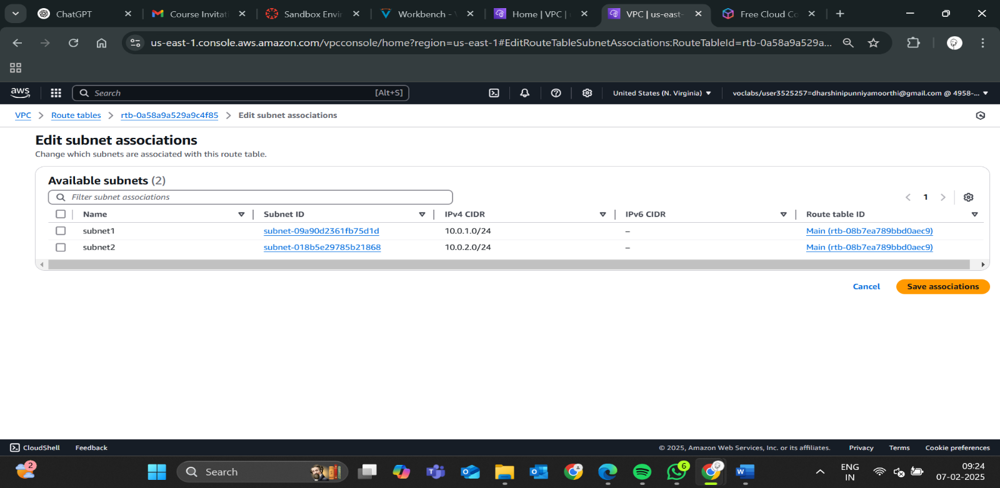 ChatGPT
Course Invitati
Sandbox Envir
Workbench - V
Home | VPC |
VPC | us-east-
Free Cloud Co
us-east-1.console.aws.amazon.com/vpcconsole/home?region=us-east-1#EditRouteTableSubnetAssociations:RouteTableId=rtb-0a58a9a529a...
aws
Search [Alt+S]
United States (N. Virginia)
voclabs/user3525257=dharshinipunniyamoorthi@gmail.com @ 4958-...
VPC > Route tables > rtb-0a58a9a529a9c4f85 > Edit subnet associations
Edit subnet associations
Change which subnets are associated with this route table.
Available subnets (2)
Filter subnet associations
1
Name Subnet ID IPv4 CIDR IPv6 CIDR Route table ID
subnet1 subnet-09a90d2361fb75d1d 10.0.1.0/24 – Main (rtb-08b7ea789bbd0aec9)
subnet2 subnet-018b5e29785b21868 10.0.2.0/24 – Main (rtb-08b7ea789bbd0aec9)
Cancel Save associations
CloudShell Feedback © 2025, Amazon Web Services, Inc. or its affiliates. Privacy Terms Cookie preferences
2
Search
6
ENG
IN
09:24
07-02-2025